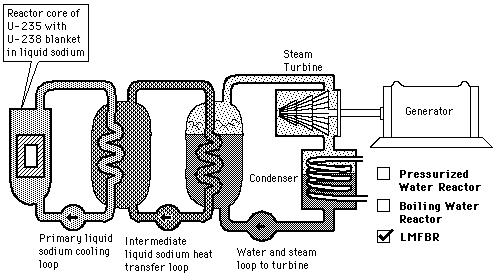 Reactor core of
U-235 with
U-238 blanket
in liquid sodium
Steam
Turbine
Generator
Condenser
Pressurized
Water Reactor
Boiling Water
Reactor
LMFBR
Primary liquid
sodium cooling
loop
Intermediate
liquid sodium heat
transfer loop
Water and steam
loop to turbine